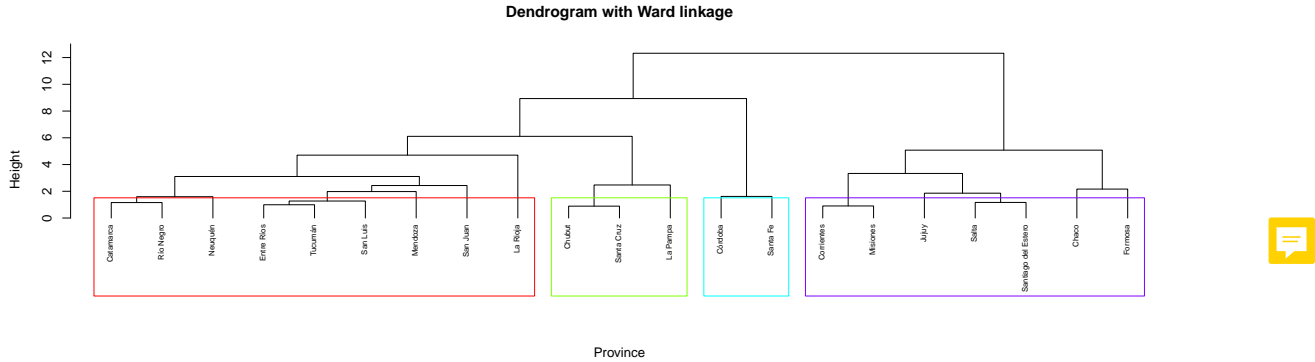 Dendrogram with Ward linkage
Height
0
2
4
6
8
10
12
Catamarca
Río Negro
Neuquén
Entre Ríos
Tucumán
San Luis
Mendoza
San Juan
La Rioja
Chubut
Santa Cruz
La Pampa
Córdoba
Santa Fe
Corrientes
Misiones
Jujuy
Salta
Santiago del Estero
Chaco
Formosa
Province